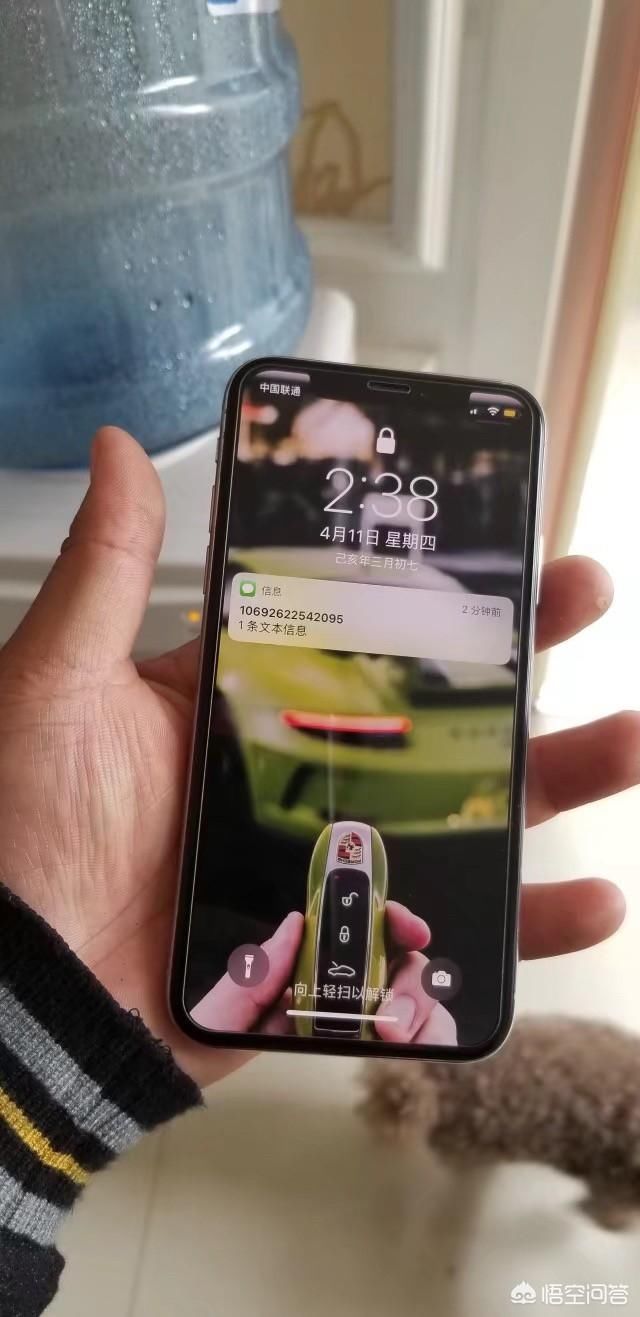 中国联通
2:38
4月11日 星期四
己亥年三月初七
信息
2 分钟前
10692622542095
1 条文本信息
向上轻扫以解锁
悟空问答